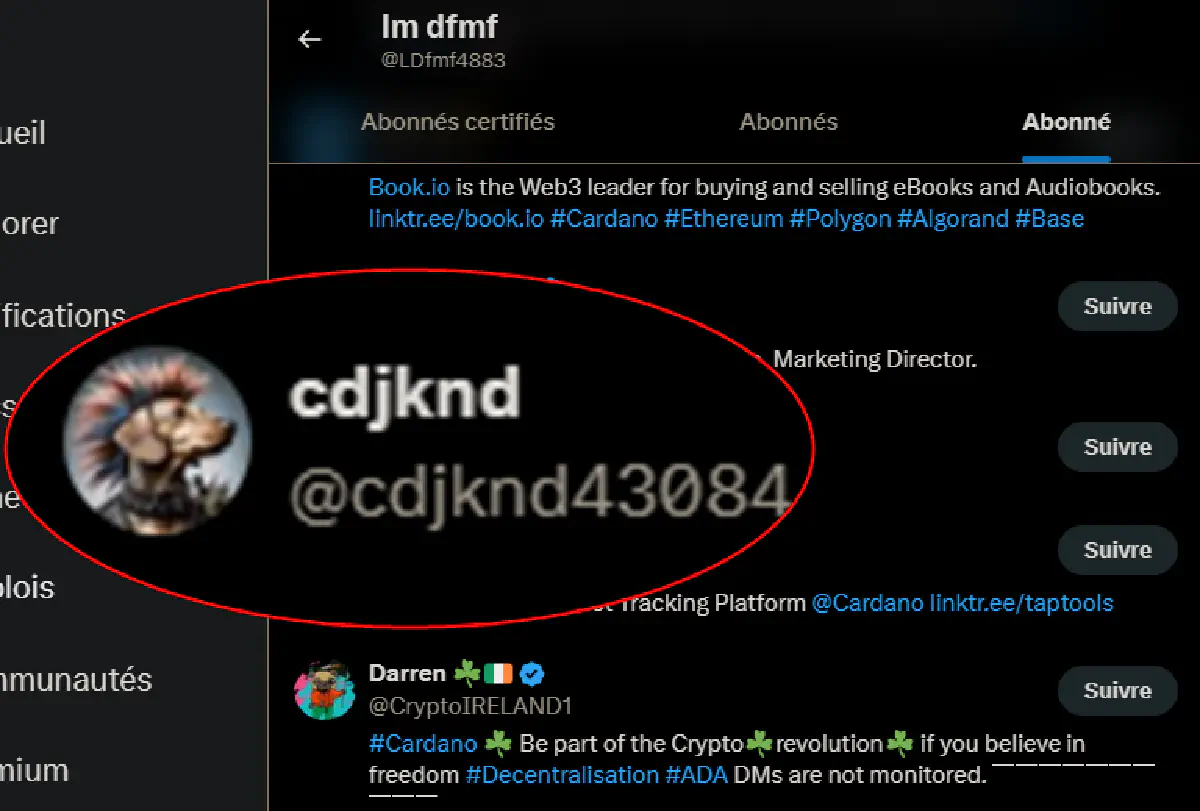 lm dfmf
@LDfmf4883
Abonnés certifiés
Abonnés
Abonné
Book.io is the Web3 leader for buying and selling eBooks and Audiobooks.
linktr.ee/book.io #Cardano #Ethereum #Polygon #Algorand #Base
ueil
orer
Suivre
fications
Marketing Director.
cdjknd
@cdjknd43084
Suivre
Suivre
lois
Tracking Platform @Cardano linktr.ee/taptools
Darren ☘️🇮🇪
@CryptoIRELAND1
Suivre
mmunautés
#Cardano ☘️ Be part of the Crypto☘️revolution☘️ if you believe in
freedom #Decentralisation #ADA DMs are not monitored.
mium